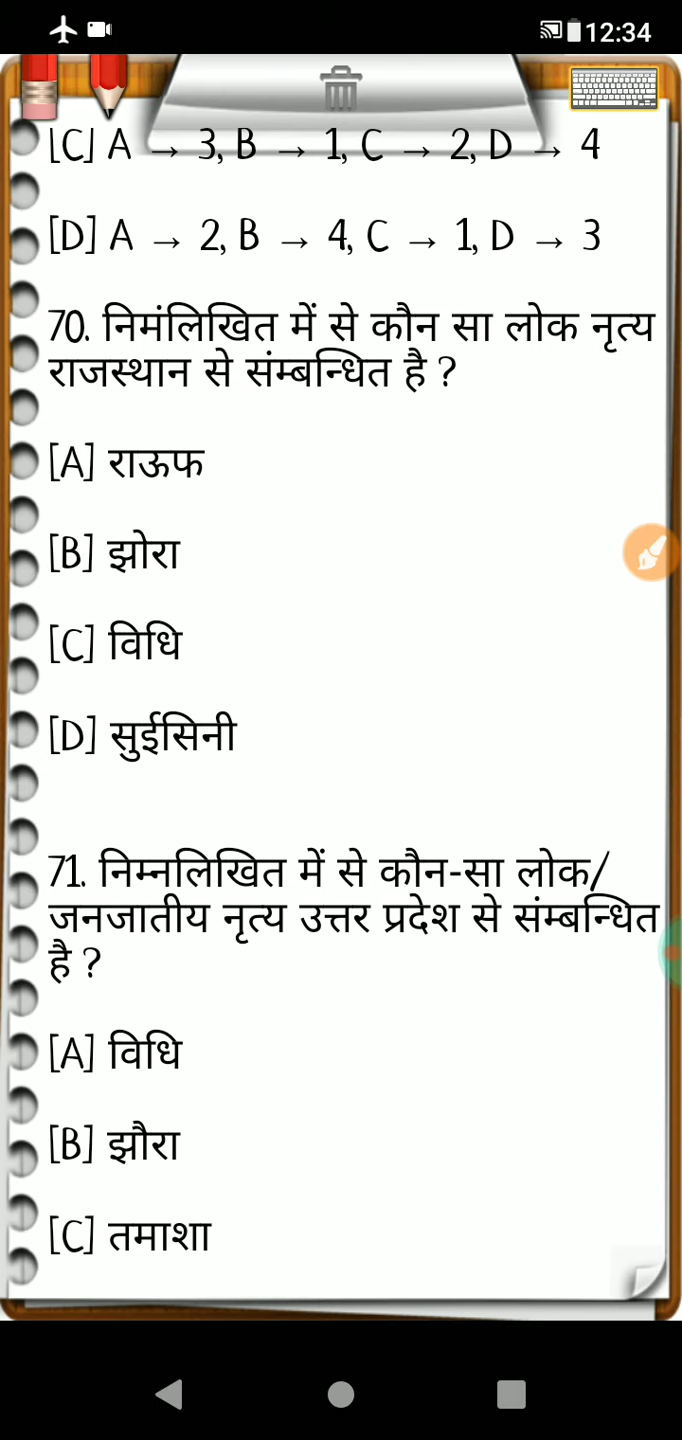 12:34
[C] A → 3, B → 1, C → 2, D → 4
[D] A → 2, B → 4, C → 1, D → 3
70. निमंलिखित में से कौन सा लोक नृत्य
राजस्थान से संम्बन्धित है ?
[A] राऊफ
[B] झोरा
[C] विधि
[D] सुईसिनी
71. निम्नलिखित में से कौन-सा लोक/
जनजातीय नृत्य उत्तर प्रदेश से संम्बन्धित
है ?
[A] विधि
[B] झौरा
[C] तमाशा